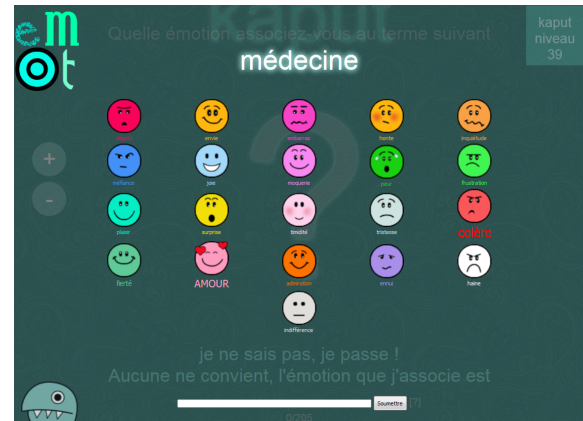 em
ot
kaput
kaput
niveau
39
Quelle émotion associez-vous au terme suivant
médecine
+
-
envie
honte
inquiétude
méfiance
joie
moquerie
peur
frustration
plaisir
surprise
timidité
tristesse
colère
fierté
AMOUR
admiration
ennui
haine
indifférence
?
je ne sais pas, je passe !
Aucune ne convient, l'émotion que j'associe est
Soumettre
[?]
0/205